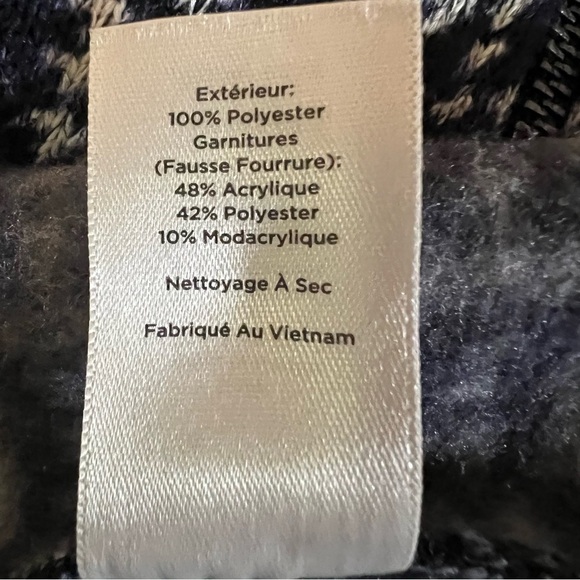 Extérieur:
100% Polyester
Garnitures
(Fausse Fourrure):
48% Acrylique
42% Polyester
10% Modacrylique
Nettoyage À Sec
Fabriqué Au Vietnam